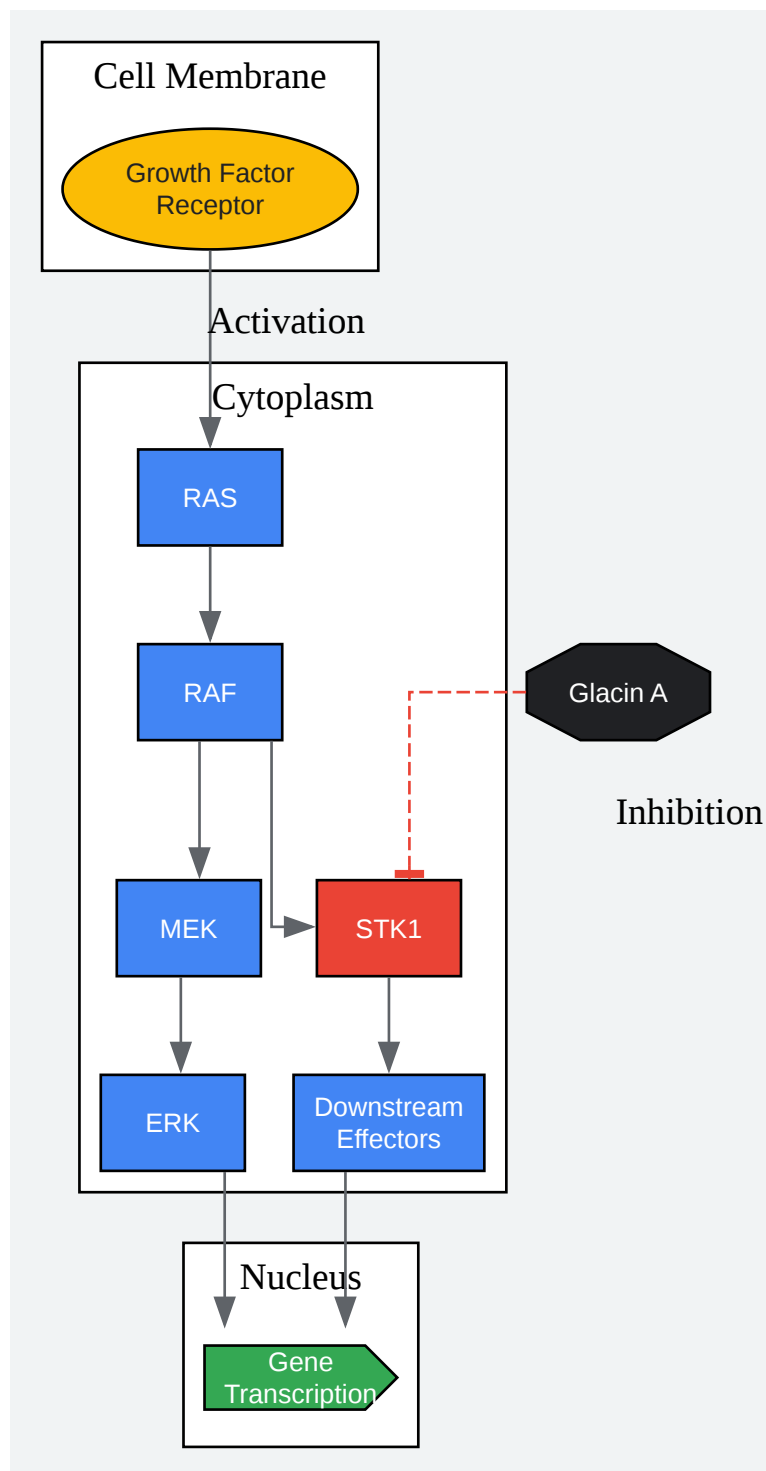 Cell Membrane
Growth Factor
Receptor
Activation
Cytoplasm
RAS
RAF
Glacin A
Inhibition
MEK
STK1
ERK
Downstream
Effectors
Nucleus
Gene
Transcription